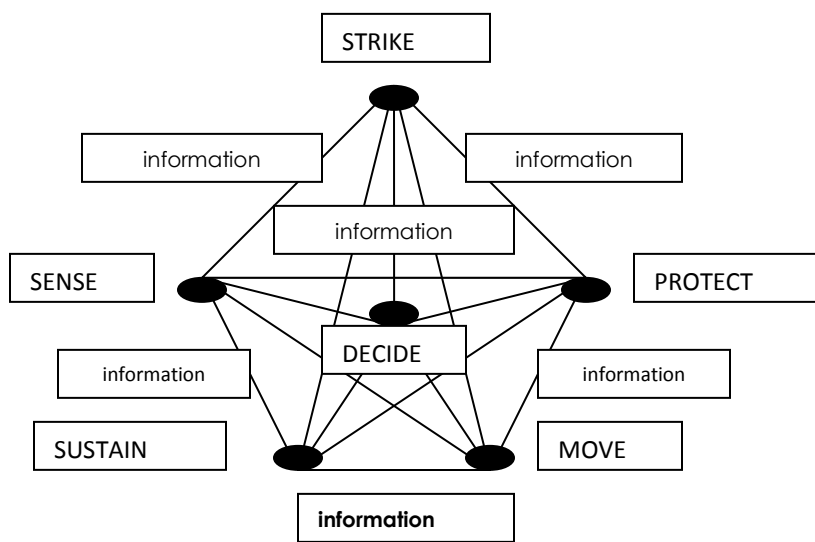 STRIKE
information
information
information
SENSE
PROTECT
DECIDE
information
information
SUSTAIN
MOVE
information